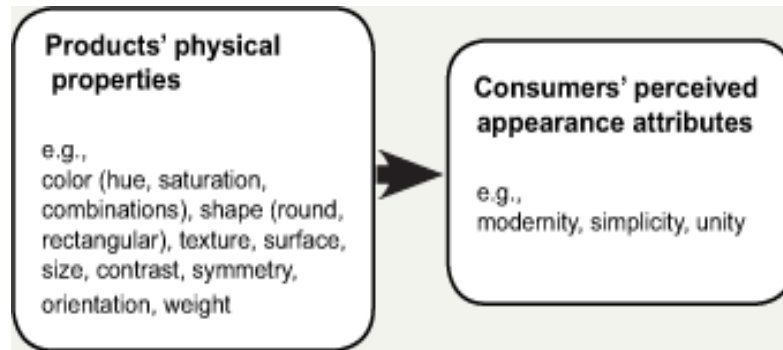 Products’ physical
properties
e.g.,
color (hue, saturation,
combinations), shape (round,
rectangular), texture, surface,
size, contrast, symmetry,
orientation, weight
Consumers’ perceived
appearance attributes
e.g.,
modernity, simplicity, unity